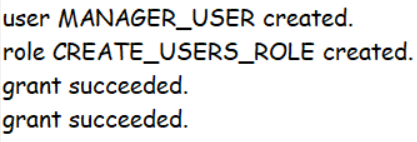 user MANAGER_USER created.
role CREATE_USERS_ROLE created.
grant succeeded.
grant succeeded.